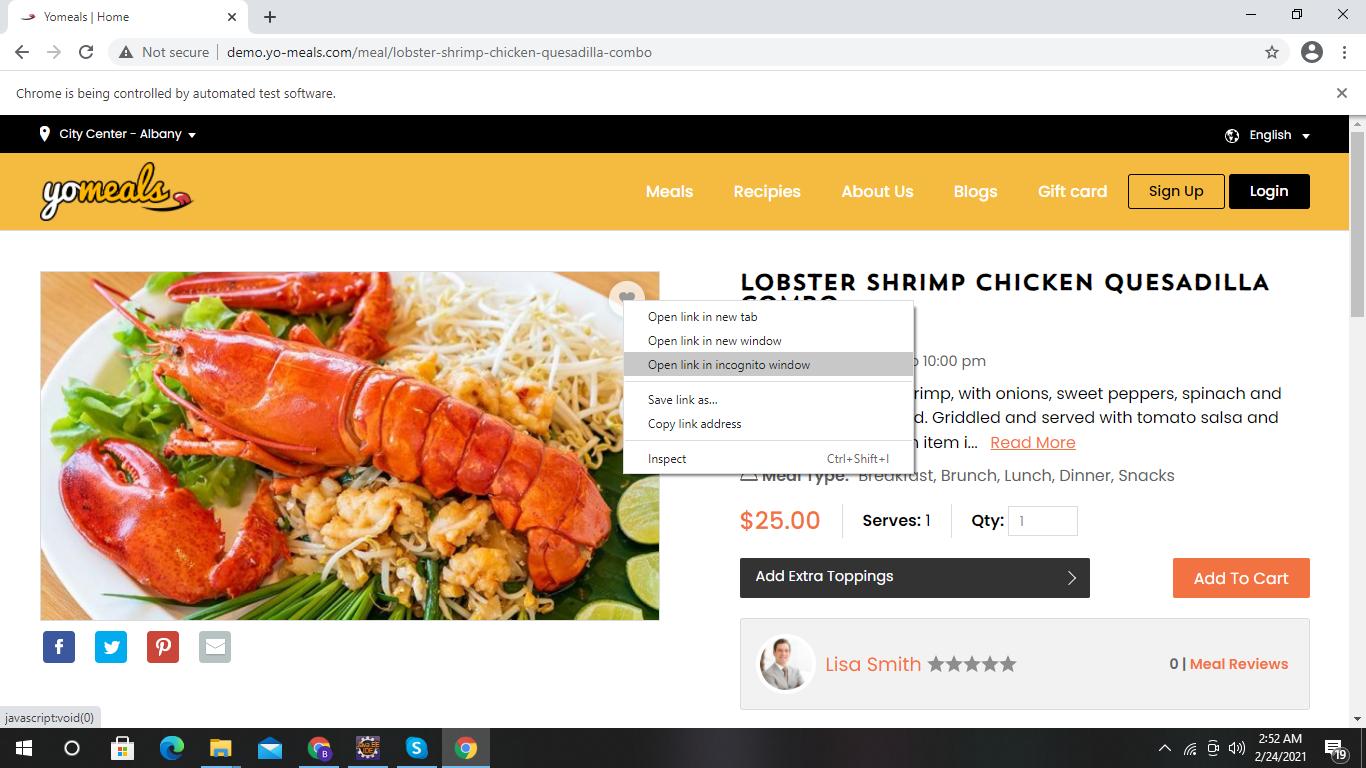 Yomeals | Home
Not secure
demo.yo-meals.com/meal/lobster-shrimp-chicken-quesadilla-combo
Chrome is being controlled by automated test software.
City Center - Albany
English
yomeals
Meals
Recipies
About Us
Blogs
Gift card
Sign Up
Login
LOBSTER SHRIMP CHICKEN QUESADILLA
COMBO
Open link in new tab
Open link in new window
Open link in incognito window
Save link as...
Copy link address
Inspect Ctrl+Shift+I
10:00 pm
with onions, sweet peppers, spinach and
Griddled and served with tomato salsa and
item i... Read More
Meal Type: Breakfast, Brunch, Lunch, Dinner, Snacks
$25.00
Serves: 1
Qty: 1
Add Extra Toppings
Add To Cart
Lisa Smith
0 | Meal Reviews
javascript:void(0)
B
Java EE
IDE
2:52 AM
2/24/2021
19